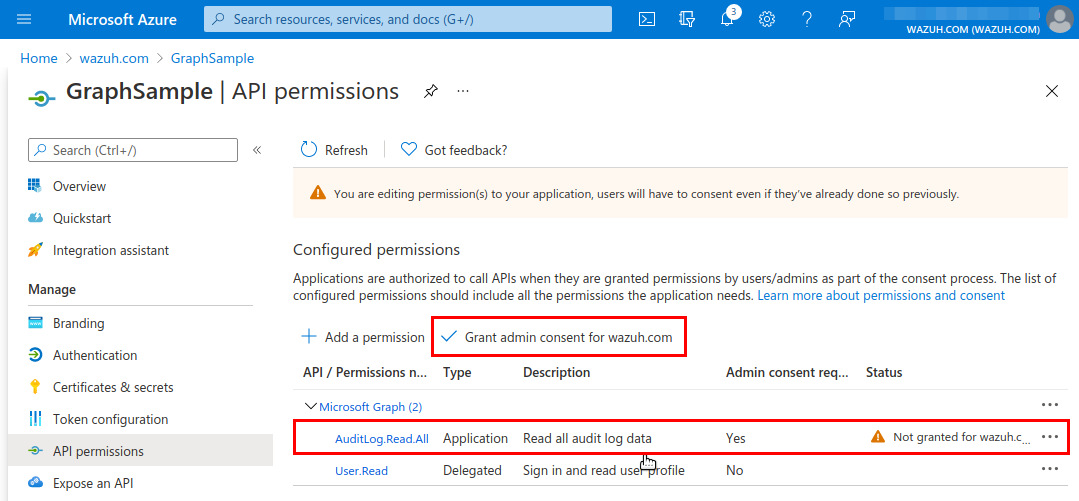 Microsoft Azure
Search resources, services, and docs (G+/)
3
WAZUH.COM (WAZUH.COM)
Home > wazuh.com > GraphSample
GraphSample | API permissions
Search (Ctrl+/)
Overview
Quickstart
Integration assistant
Manage
Branding
Authentication
Certificates & secrets
Token configuration
API permissions
Expose an API
Refresh
Got feedback?
You are editing permission(s) to your application, users will have to consent even if they've already done so previously.
Configured permissions
Applications are authorized to call APIs when they are granted permissions by users/admins as part of the consent process. The list of
configured permissions should include all the permissions the application needs. Learn more about permissions and consent
Add a permission
Grant admin consent for wazuh.com
API / Permissions n... Type Description Admin consent req... Status
Microsoft Graph (2)
AuditLog.Read.All Application Read all audit log data Yes Not granted for wazuh.c...
User.Read Delegated Sign in and read user profile No